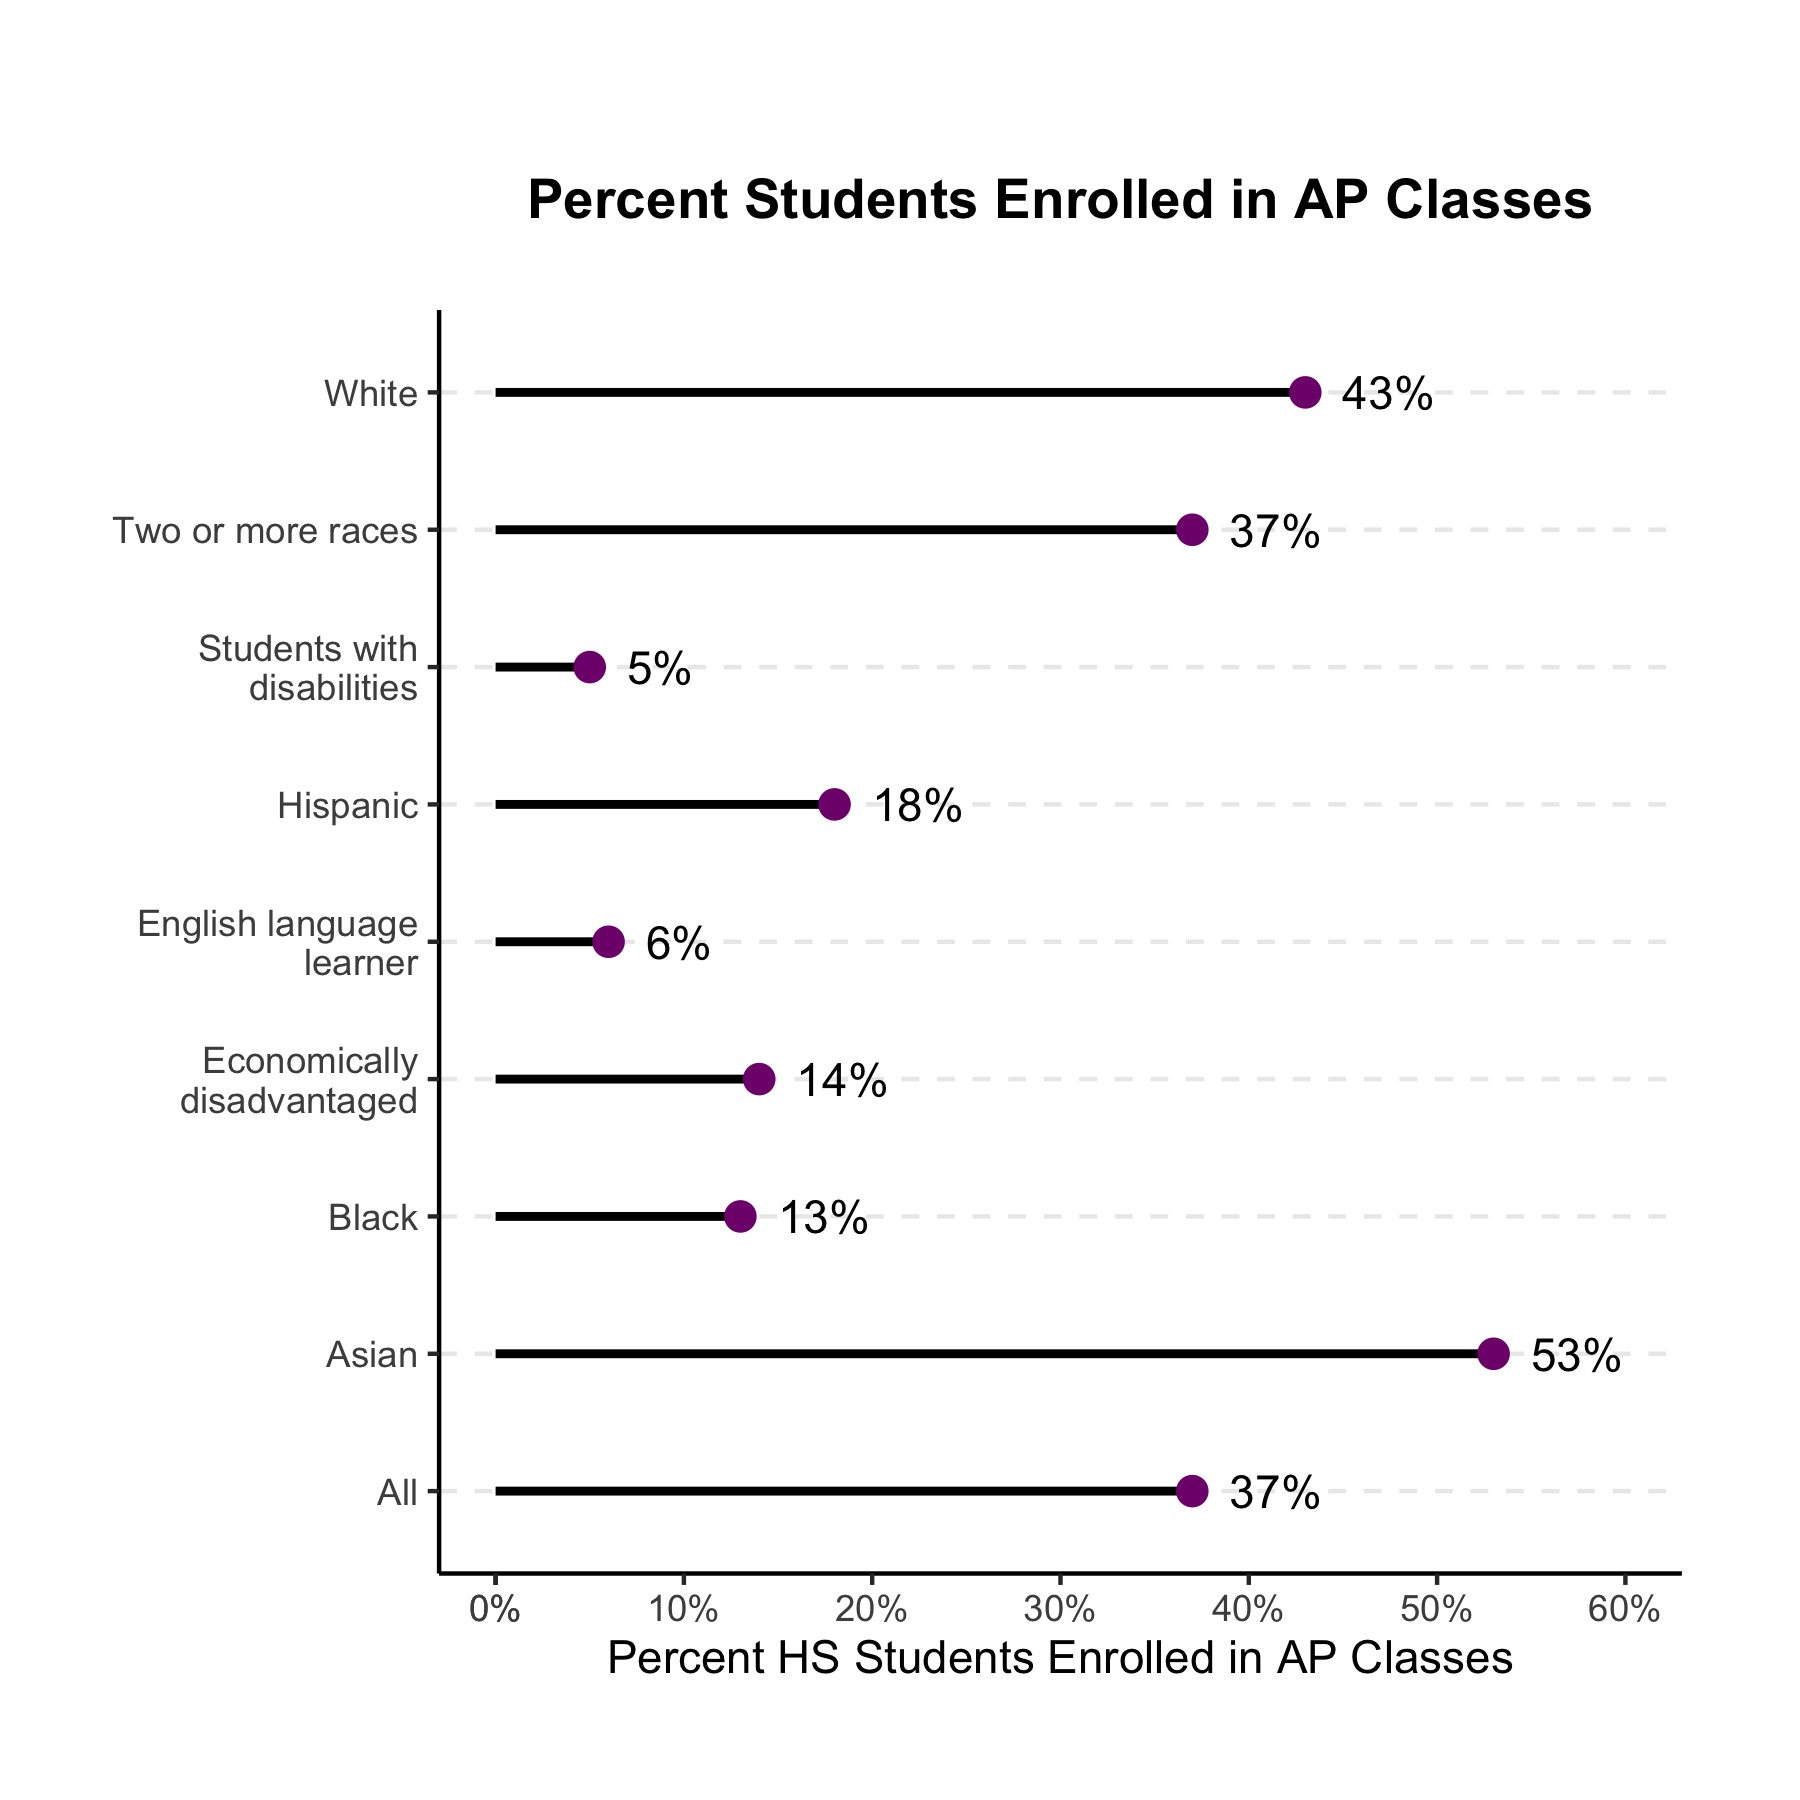 Percent Students Enrolled in AP Classes
White
43%
Two or more races
37%
Students with
disabilities
5%
Hispanic
18%
English language
learner
6%
Economically
disadvantaged
14%
Black
13%
Asian
53%
All
37%
0% 10% 20% 30% 40% 50% 60%
Percent HS Students Enrolled in AP Classes